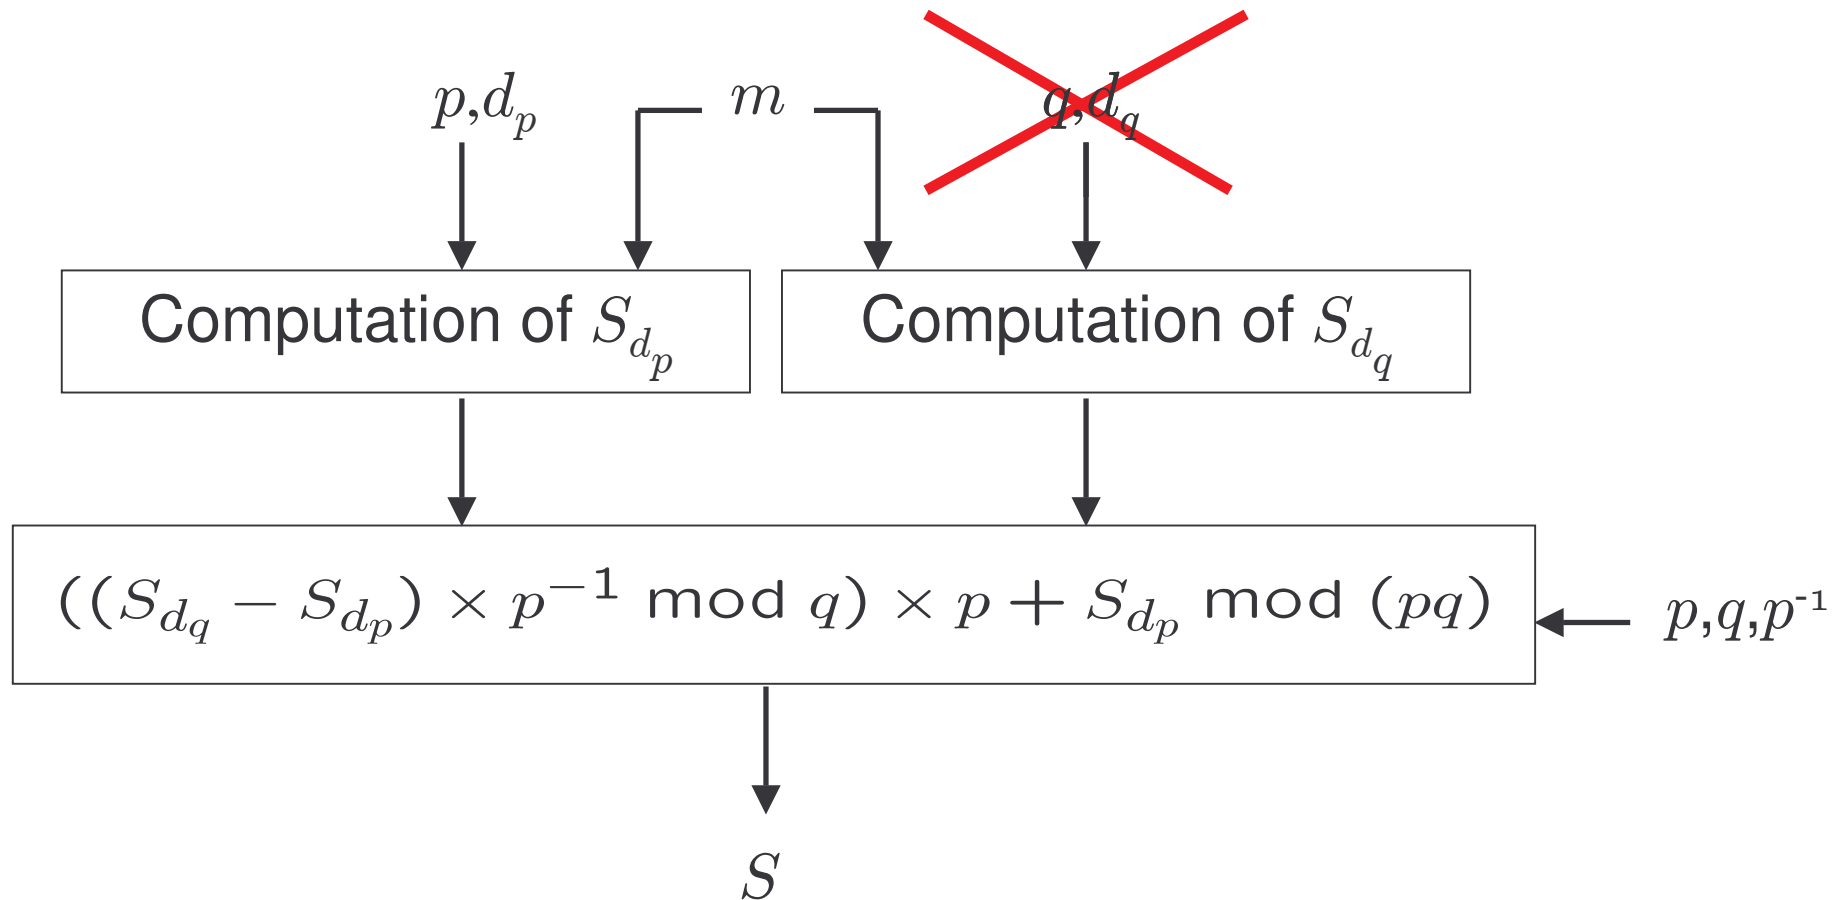 p,d_p m q,d_q
Computation of S_{d_p} Computation of S_{d_q}
((S_{d_q} − S_{d_p}) × p^{−1} mod q) × p + S_{d_p} mod (pq) p,q,p^{-1}
S